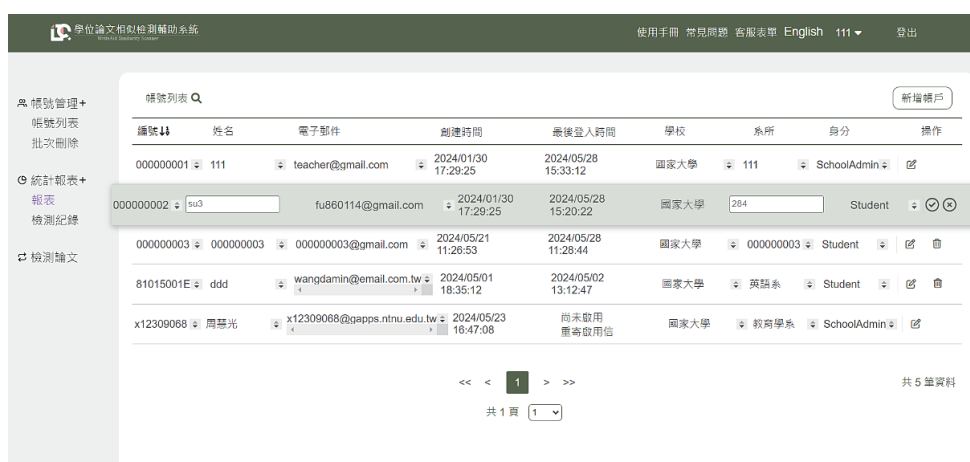 學位論文相似檢測輔助系統
使用手冊 常見問題 客服表單 English 111 登出
帳號管理+
帳號列表
批次刪除
統計報表+
報表
檢測紀錄
檢測論文
帳號列表
新增帳戶
編號 姓名 電子郵件 創建時間 最後登入時間 學校 系所 身分 操作
000000001 111 teacher@gmail.com 2024/01/30 2024/05/28 國家大學 111 SchoolAdmin
17:29:25 15:33:12
000000002 su3 fu860114@gmail.com 2024/01/30 2024/05/28 國家大學 284 Student
17:29:25 15:20:22
000000003 000000003 000000003@gmail.com 2024/05/21 2024/05/28 國家大學 000000003 Student
11:26:53 11:28:44
81015001E ddd wangdamin@email.com.tw 2024/05/01 2024/05/02 國家大學 英語系 Student
18:35:12 13:12:47
x12309068 周慧光 x12309068@gapps.ntnu.edu.tw 2024/05/23 尚未啟用 國家大學 教育學系 SchoolAdmin
16:47:08 重寄啟用信
<< < 1 > >>
共 5 筆資料
共 1 頁 1